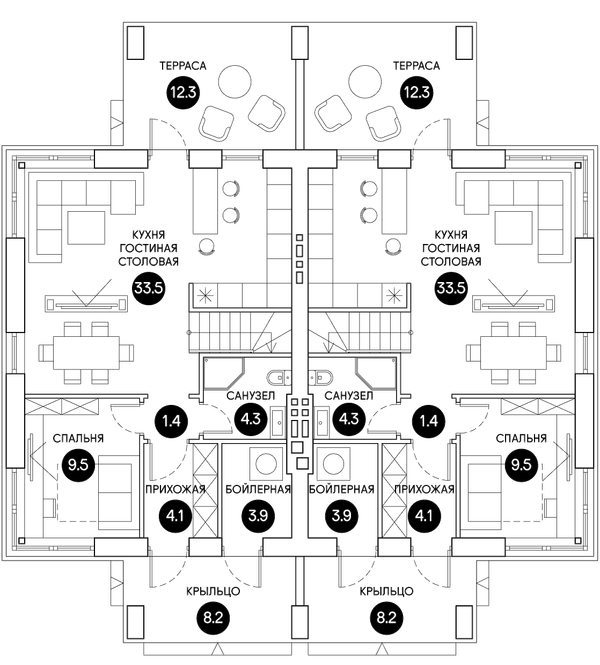 ТЕРРАСА
12.3
ТЕРРАСА
12.3
КУХНЯ
ГОСТИНАЯ
СТОЛОВАЯ
33.5
КУХНЯ
ГОСТИНАЯ
СТОЛОВАЯ
33.5
САНУЗЕЛ
4.3
САНУЗЕЛ
4.3
1.4
1.4
СПАЛЬНЯ
9.5
СПАЛЬНЯ
9.5
ПРИХОЖАЯ
4.1
БОЙЛЕРНАЯ
3.9
БОЙЛЕРНАЯ
3.9
ПРИХОЖАЯ
4.1
КРЫЛЬЦО
8.2
КРЫЛЬЦО
8.2